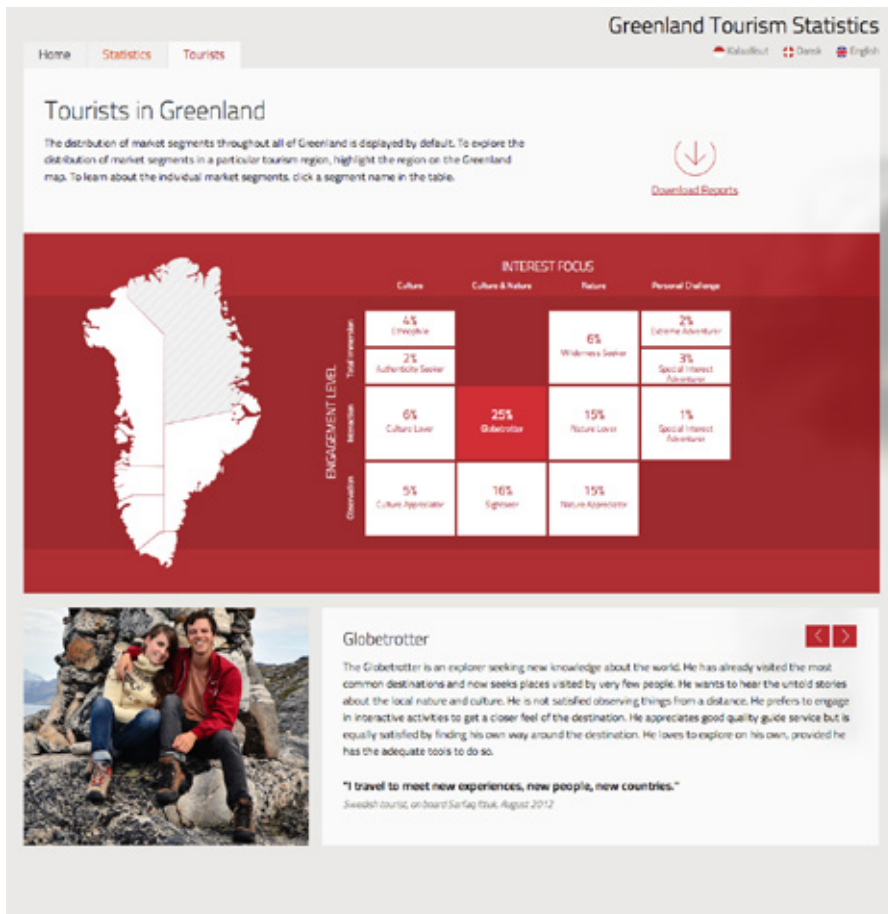 Greenland Tourism Statistics
Home Statistics Tourists
Kalaallisut Dansk English
Tourists in Greenland
The distribution of market segments throughout all of Greenland is displayed by default. To explore the
distribution of market segments in a particular tourism region, highlight the region on the Greenland
map. To learn about the individual market segments, click a segment name in the table.
Download Reports
INTEREST FOCUS
Culture Culture & Nature Nature Personal Challenge
ENGAGEMENT LEVEL
Total Immersion
4%
Ethnophile
2%
Authenticity Seeker
6%
Wilderness Seeker
2%
Extreme Adventurer
3%
Special Interest
Adventurer
Interaction
6%
Culture Lover
25%
Globetrotter
15%
Nature Lover
1%
Special Interest
Adventurer
Observation
5%
Culture Appreciator
16%
Sightseer
15%
Nature Appreciator
Globetrotter
The Globetrotter is an explorer seeking new knowledge about the world. He has already visited the most
common destinations and now seeks places visited by very few people. He wants to hear the untold stories
about the local nature and culture. He is not satisfied observing things from a distance. He prefers to engage
in interactive activities to get a closer feel of the destination. He appreciates good quality guide service but is
equally satisfied by finding his own way around the destination. He loves to explore on his own, provided he
has the adequate tools to do so.
"I travel to meet new experiences, new people, new countries."
Swedish tourist, on board Sarfaq Ittuk, August 2012